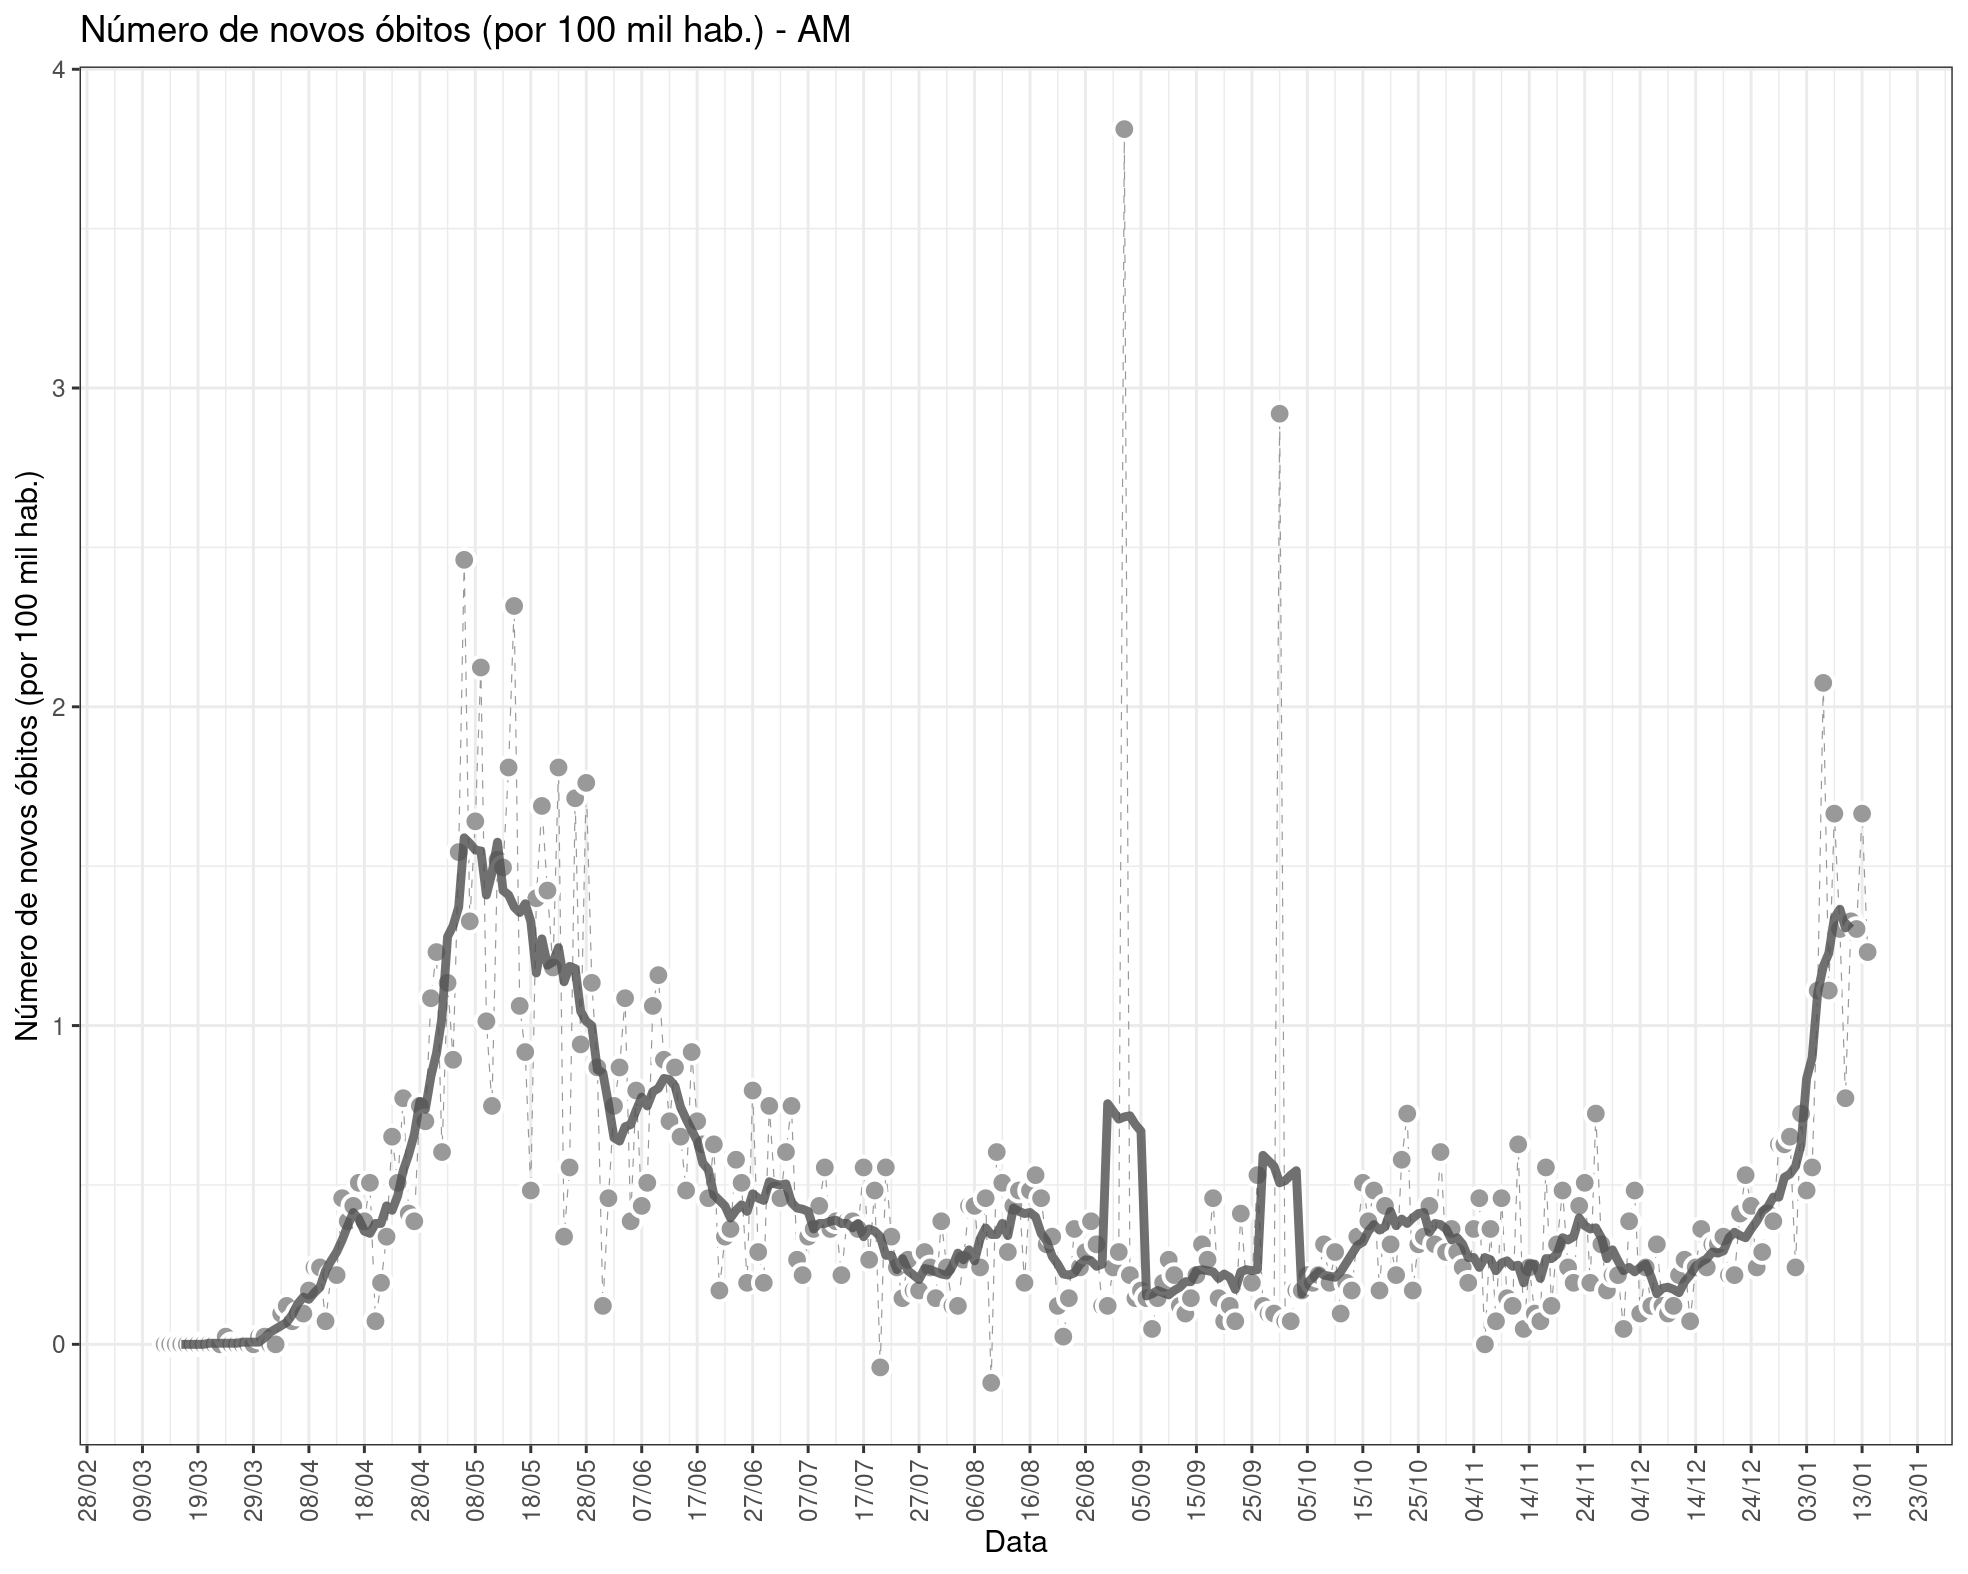 Número de novos óbitos (por 100 mil hab.) - AM
Número de novos óbitos (por 100 mil hab.)
4
3
2
1
0
28/02 09/03 19/03 29/03 08/04 18/04 28/04 08/05 18/05 28/05 07/06 17/06 27/06 07/07 17/07 27/07 06/08 16/08 26/08 05/09 15/09 25/09 05/10 15/10 25/10 04/11 14/11 24/11 04/12 14/12 24/12 03/01 13/01 23/01
Data